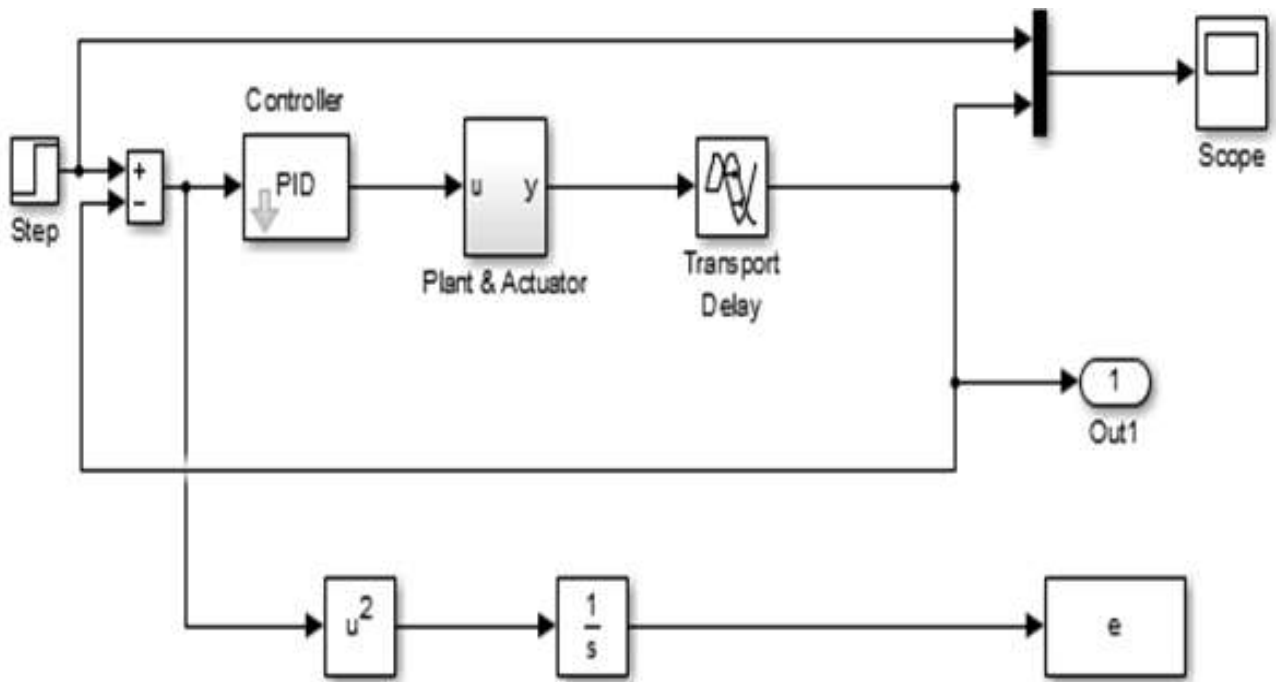 Controller
Scope
+
−
PID
u y
Step
Plant & Actuator
Transport
Delay
1
Out1
u²
1
s
e